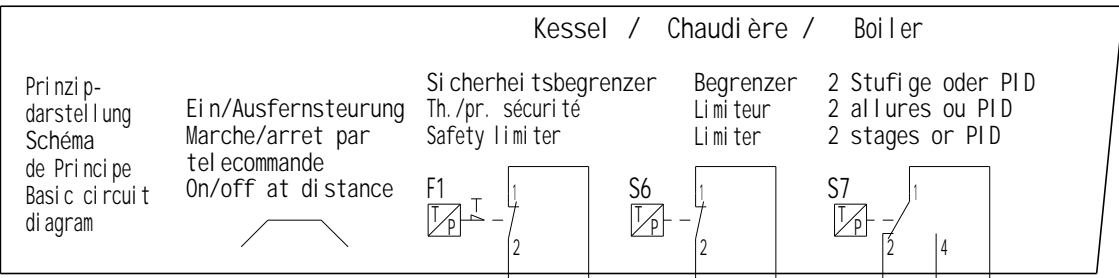 Kessel / Chaudière / Boiler
Prinzip-
darstellung
Schéma
de Principe
Basic circuit
diagram
Ein/Ausfernsteurung
Marche/arret par
telecommande
On/off at distance
Sicherheitsbegrenzer
Th./pr. sécurité
Safety limiter
F1
T/P
1
2
Begrenzer
Limiteur
Limiter
S6
T/P
1
2
2 Stufige oder PID
2 allures ou PID
2 stages or PID
S7
T/P
1
2
4